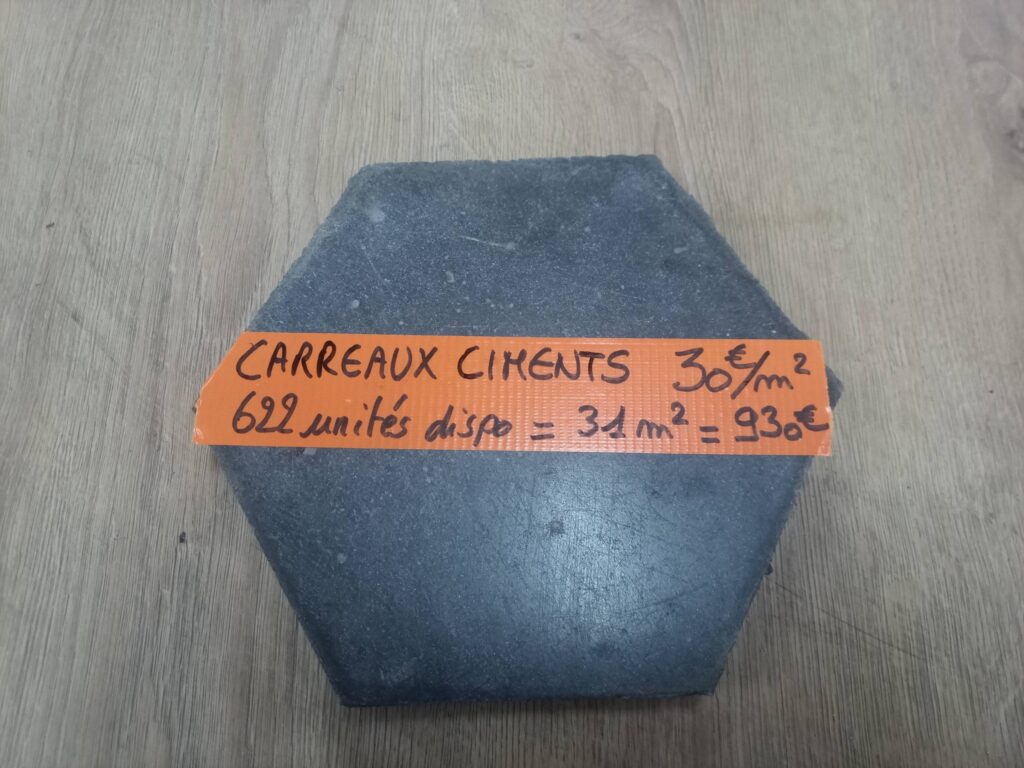 CARREAUX CIMENTS 30€/m²
622 unités dispo = 31 m² = 930€